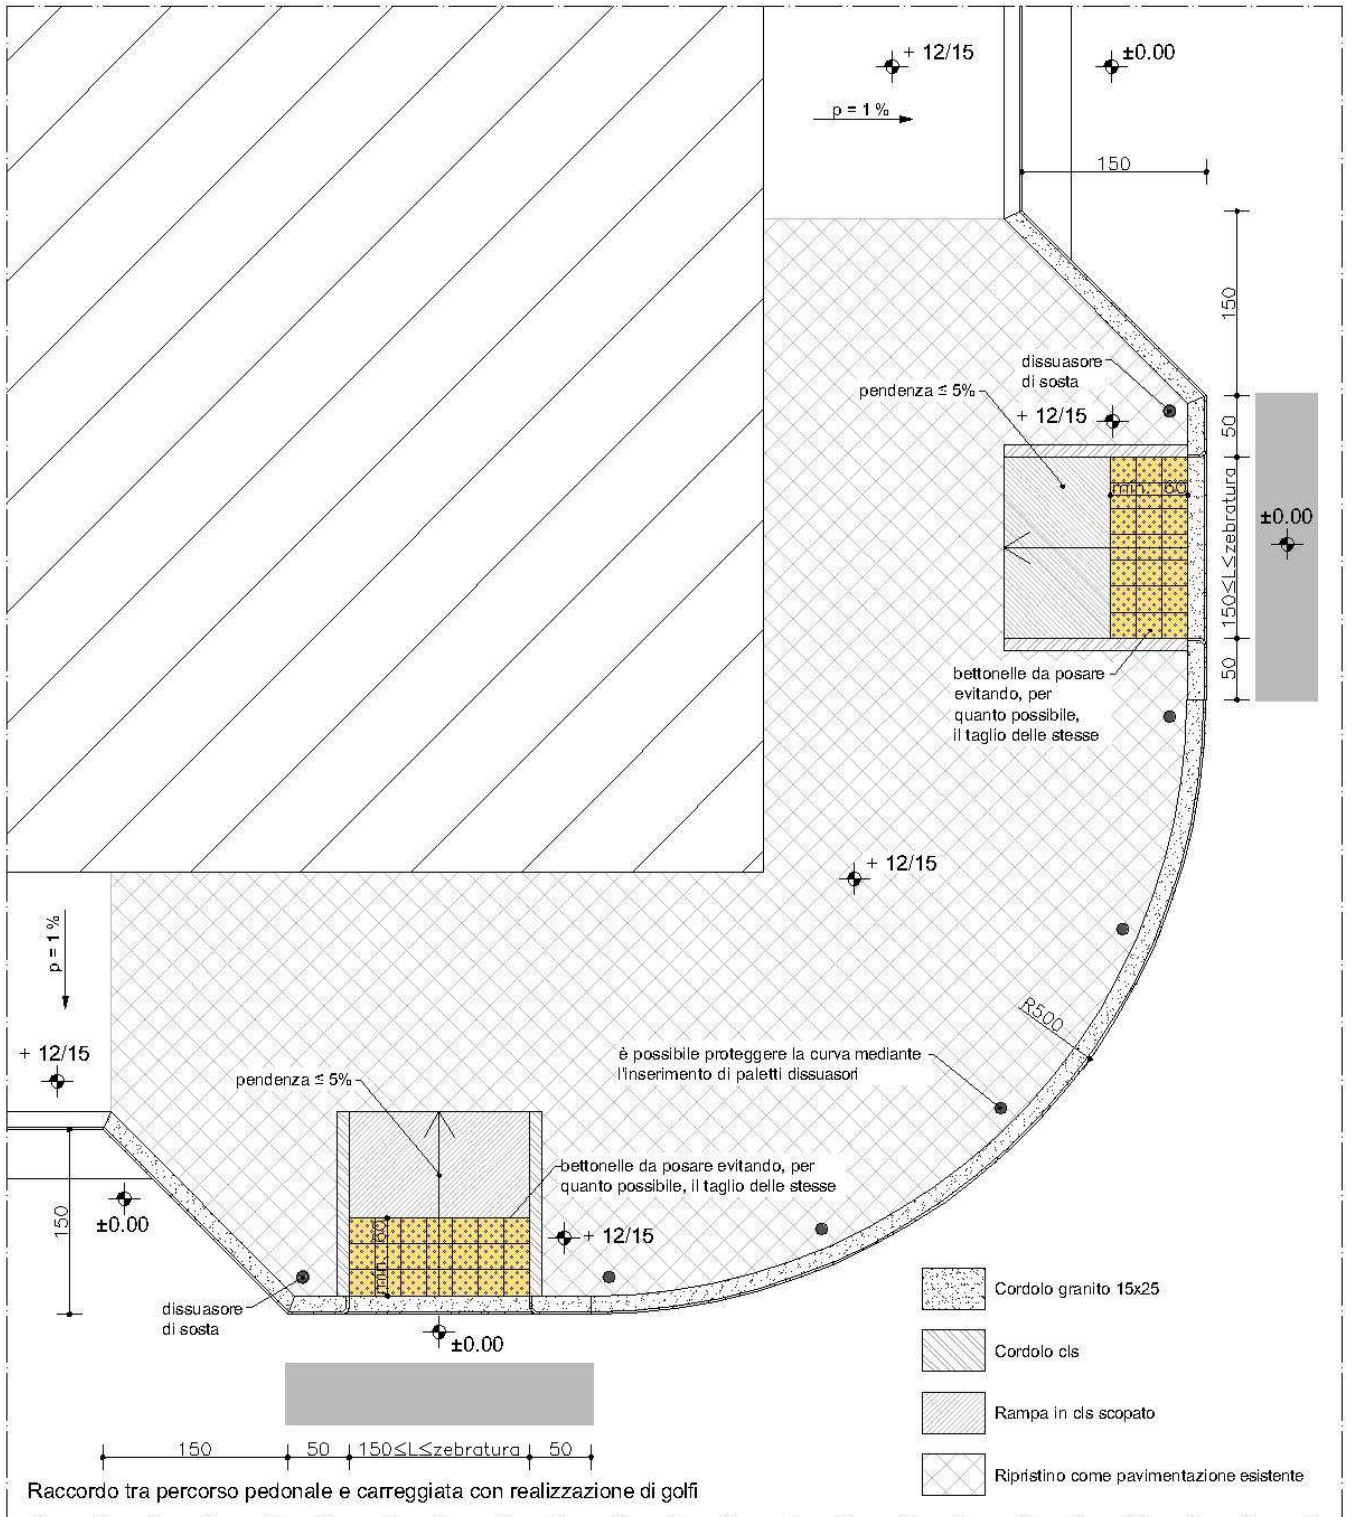 + 12/15
±0.00
p = 1 %
150
150
dissuasore
di sosta
pendenza ≤ 5%
+ 12/15
50
min. 60
150≤L≤zebratura
±0.00
50
bettonelle da posare
evitando, per
quanto possibile,
il taglio delle stesse
+ 12/15
p = 1 %
R500
+ 12/15
è possibile proteggere la curva mediante
l'inserimento di paletti dissuasori
pendenza ≤ 5%
bettonelle da posare evitando, per
quanto possibile, il taglio delle stesse
±0.00
150
min. 60
+ 12/15
dissuasore
di sosta
±0.00
Cordolo granito 15x25
Cordolo cls
Rampa in cls scopato
Ripristino come pavimentazione esistente
150
50
150≤L≤zebratura
50
Raccordo tra percorso pedonale e carreggiata con realizzazione di golfi